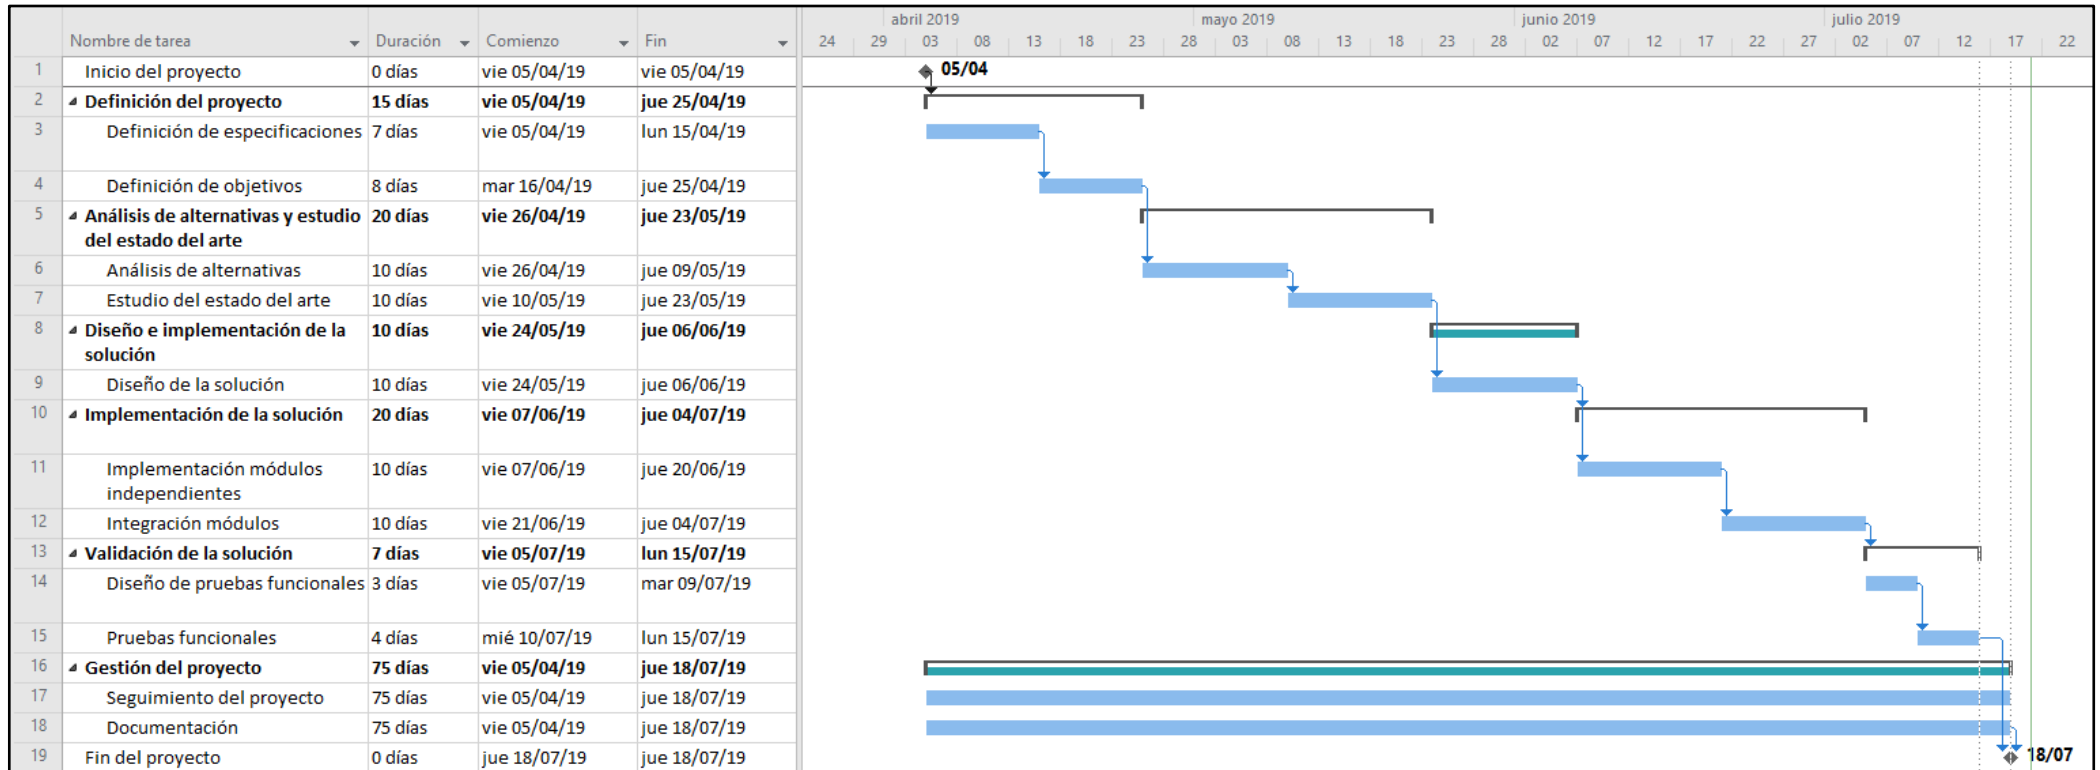 abril 2019 mayo 2019 junio 2019 julio 2019
Nombre de tarea Duración Comienzo Fin 24 29 03 08 13 18 23 28 03 08 13 18 23 28 02 07 12 17 22 27 02 07 12 17 22
1 Inicio del proyecto 0 días vie 05/04/19 vie 05/04/19 05/04
2 Definición del proyecto 15 días vie 05/04/19 jue 25/04/19
3 Definición de especificaciones 7 días vie 05/04/19 lun 15/04/19
4 Definición de objetivos 8 días mar 16/04/19 jue 25/04/19
5 Análisis de alternativas y estudio 20 días vie 26/04/19 jue 23/05/19
del estado del arte
6 Análisis de alternativas 10 días vie 26/04/19 jue 09/05/19
7 Estudio del estado del arte 10 días vie 10/05/19 jue 23/05/19
8 Diseño e implementación de la 10 días vie 24/05/19 jue 06/06/19
solución
9 Diseño de la solución 10 días vie 24/05/19 jue 06/06/19
10 Implementación de la solución 20 días vie 07/06/19 jue 04/07/19
11 Implementación módulos 10 días vie 07/06/19 jue 20/06/19
independientes
12 Integración módulos 10 días vie 21/06/19 jue 04/07/19
13 Validación de la solución 7 días vie 05/07/19 lun 15/07/19
14 Diseño de pruebas funcionales 3 días vie 05/07/19 mar 09/07/19
15 Pruebas funcionales 4 días mié 10/07/19 lun 15/07/19
16 Gestión del proyecto 75 días vie 05/04/19 jue 18/07/19
17 Seguimiento del proyecto 75 días vie 05/04/19 jue 18/07/19
18 Documentación 75 días vie 05/04/19 jue 18/07/19
19 Fin del proyecto 0 días jue 18/07/19 jue 18/07/19 18/07